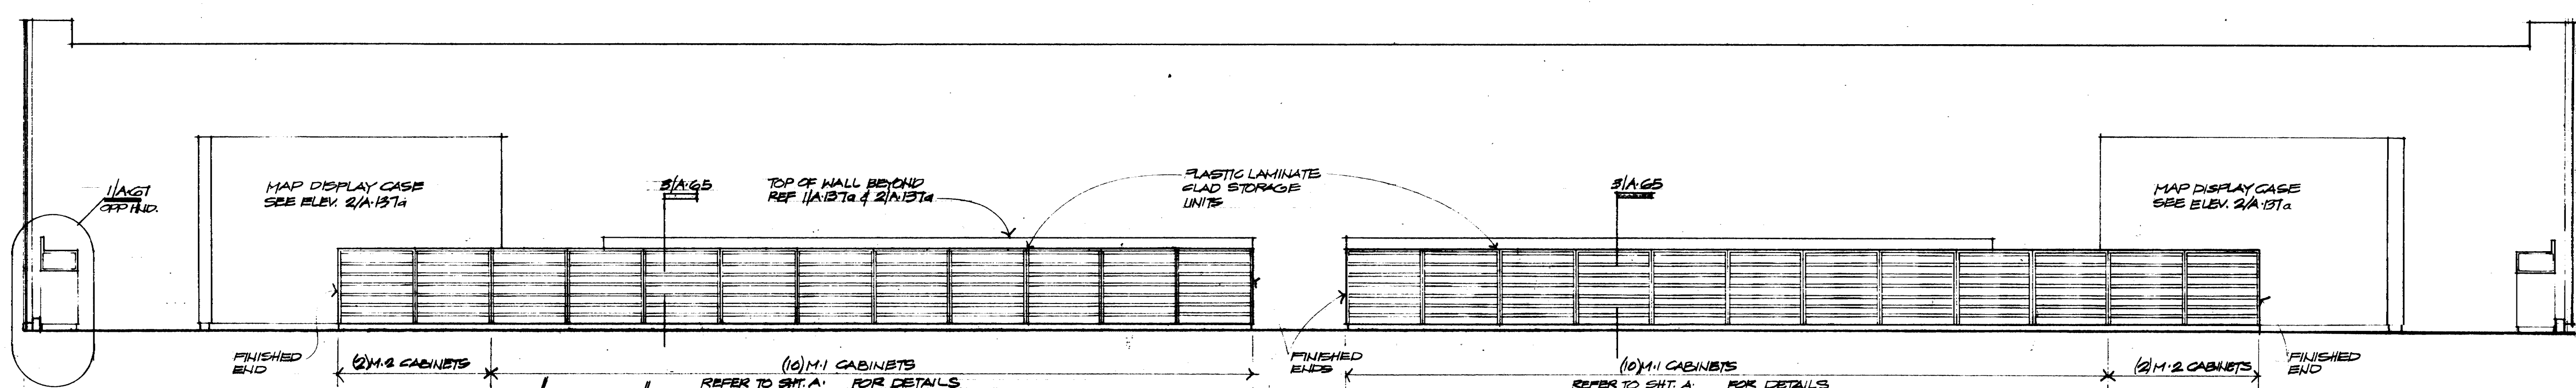 1/A·67
OPP HND.
MAP DISPLAY CASE
SEE ELEV. 2/A·137a
3/A·65
TOP OF WALL BEYOND
REF 1/A·137a & 2/A·137a
PLASTIC LAMINATE
CLAD STORAGE
UNITS
3/A·65
MAP DISPLAY CASE
SEE ELEV. 2/A·137a
FINISHED
END
(2) M·2 CABINETS
(10) M·1 CABINETS
REFER TO SHT. A· FOR DETAILS
FINISHED
ENDS
(10) M·1 CABINETS
REFER TO SHT. A· FOR DETAILS
(2) M·2 CABINETS
FINISHED
END